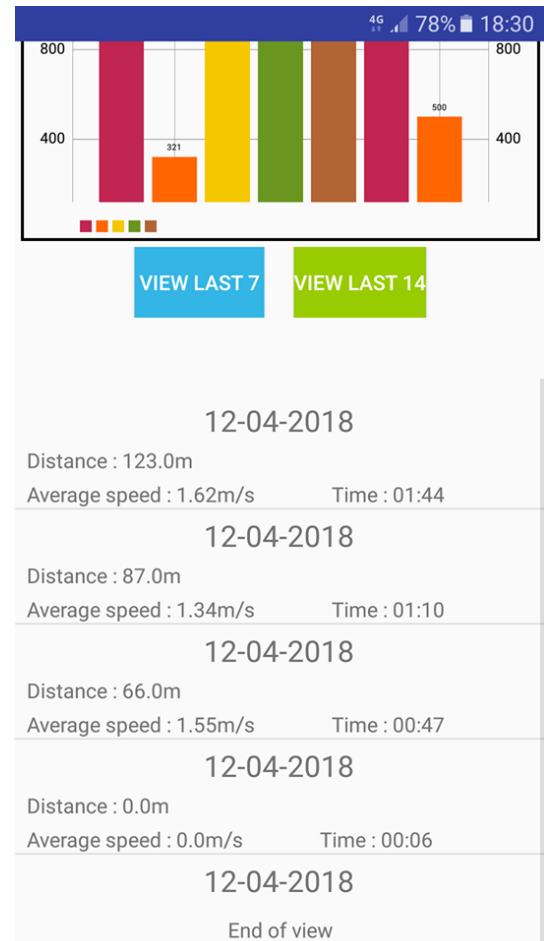 4G 78% 18:30
800 800
500
400 400
321
VIEW LAST 7 VIEW LAST 14
12-04-2018
Distance : 123.0m
Average speed : 1.62m/s Time : 01:44
12-04-2018
Distance : 87.0m
Average speed : 1.34m/s Time : 01:10
12-04-2018
Distance : 66.0m
Average speed : 1.55m/s Time : 00:47
12-04-2018
Distance : 0.0m
Average speed : 0.0m/s Time : 00:06
12-04-2018
End of view